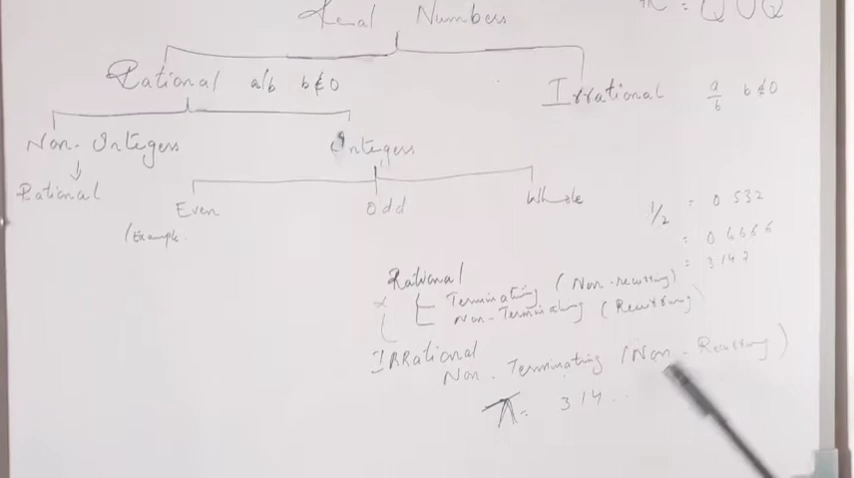 Real Numbers
= Q U Q
Rational a/b b≠0
Irrational a/b b≠0
Non-Integers Integers
Rational
Even Odd Whole
/Example
1/2 = 0 532
= 0 6666
= 3 142
Rational
Terminating (Non-recurring)
Non-Terminating (Recurring)
IRRational
Non-Terminating (Non-Recurring)
π = 3 14 ..